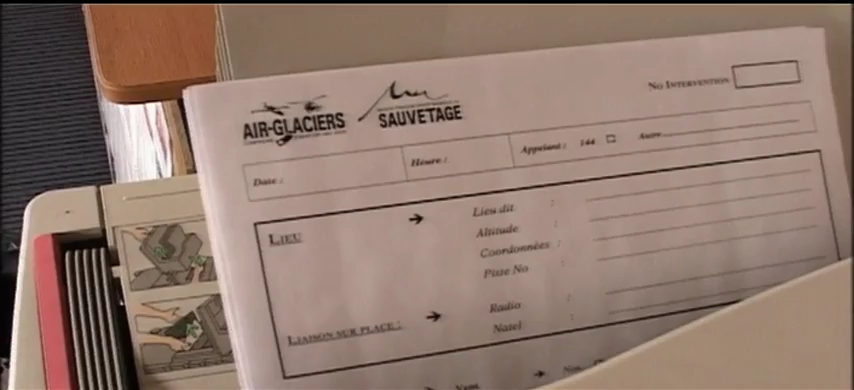 AIR-GLACIERS
SAUVETAGE
No Intervention
Date :
Heure :
Appelant : 144
Autre
Lieu
➔ Lieu dit :
Altitude :
Coordonnées :
Piste No :
Liaison sur place :
➔ Radio :
Natel :
➔ Nom